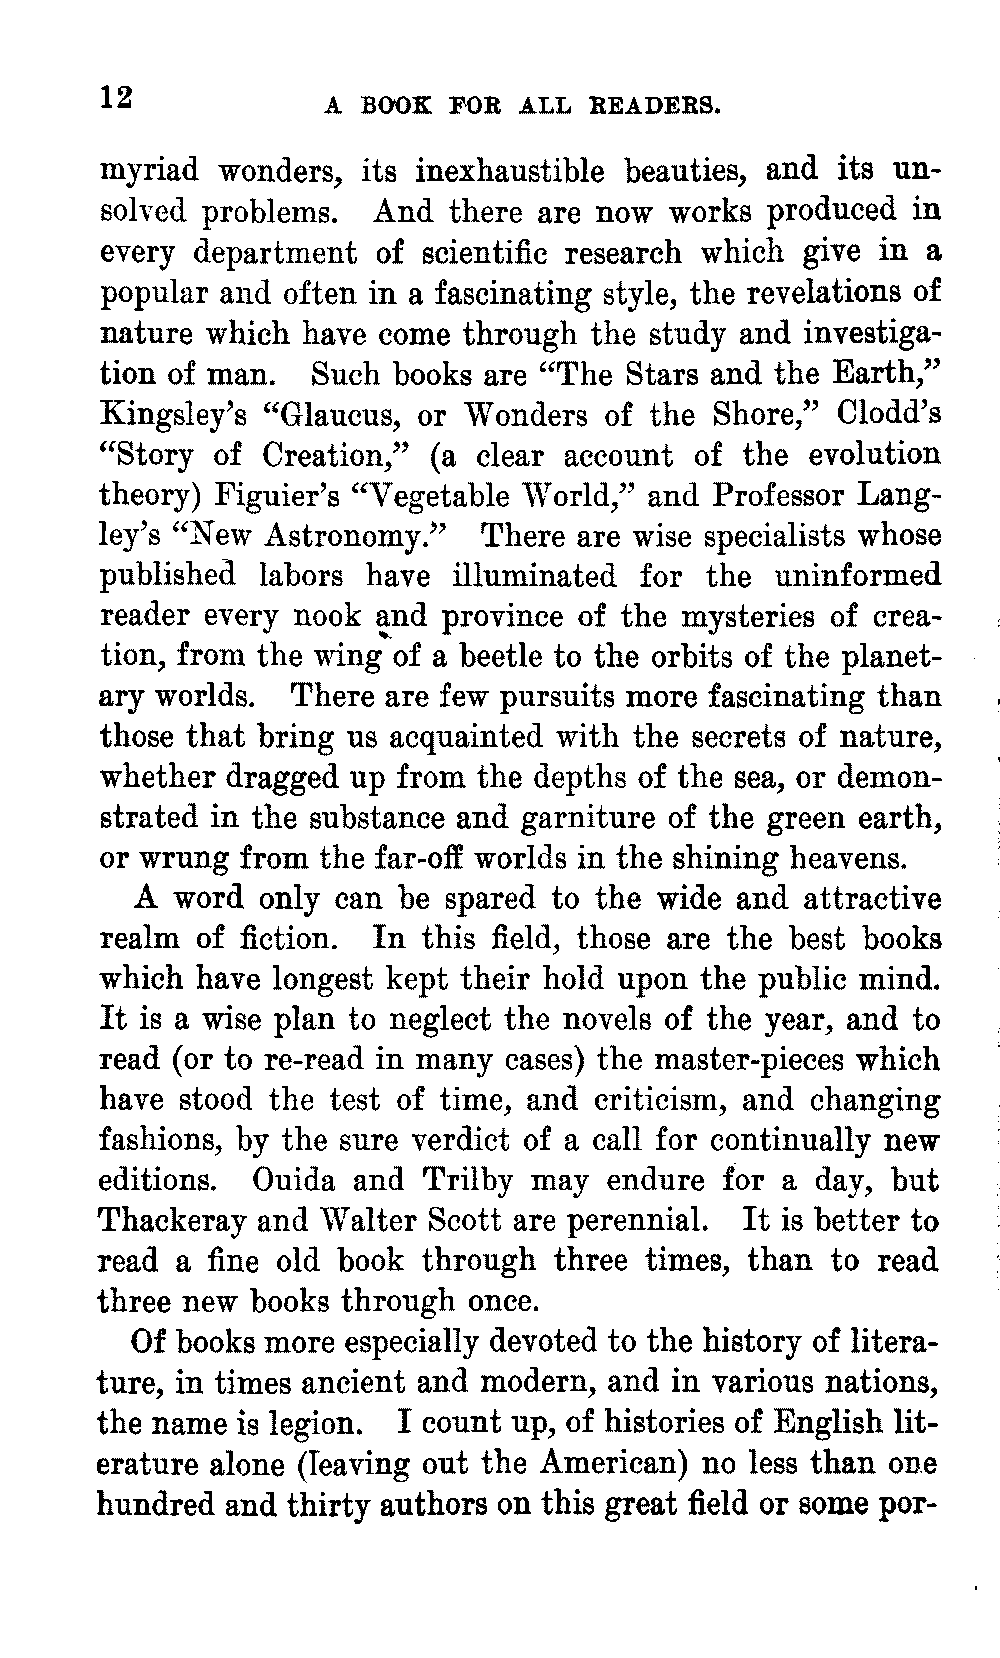 12
A BOOK FOR ALL READERS.
myriad wonders, its inexhaustible beauties, and its un-
solved problems. And there are now works produced in
every department of scientific research which give in a
popular and often in a fascinating style, the revelations of
nature which have come through the study and investiga-
tion of man. Such books are “The Stars and the Earth,”
Kingsley’s “Glaucus, or Wonders of the Shore,” Clodd’s
“Story of Creation,” (a clear account of the evolution
theory) Figuier’s “Vegetable World,” and Professor Lang-
ley’s “New Astronomy.” There are wise specialists whose
published labors have illuminated for the uninformed
reader every nook and province of the mysteries of crea-
tion, from the wing of a beetle to the orbits of the planet-
ary worlds. There are few pursuits more fascinating than
those that bring us acquainted with the secrets of nature,
whether dragged up from the depths of the sea, or demon-
strated in the substance and garniture of the green earth,
or wrung from the far-off worlds in the shining heavens.
A word only can be spared to the wide and attractive
realm of fiction. In this field, those are the best books
which have longest kept their hold upon the public mind.
It is a wise plan to neglect the novels of the year, and to
read (or to re-read in many cases) the master-pieces which
have stood the test of time, and criticism, and changing
fashions, by the sure verdict of a call for continually new
editions. Ouida and Trilby may endure for a day, but
Thackeray and Walter Scott are perennial. It is better to
read a fine old book through three times, than to read
three new books through once.
Of books more especially devoted to the history of litera-
ture, in times ancient and modern, and in various nations,
the name is legion. I count up, of histories of English lit-
erature alone (leaving out the American) no less than one
hundred and thirty authors on this great field or some por-